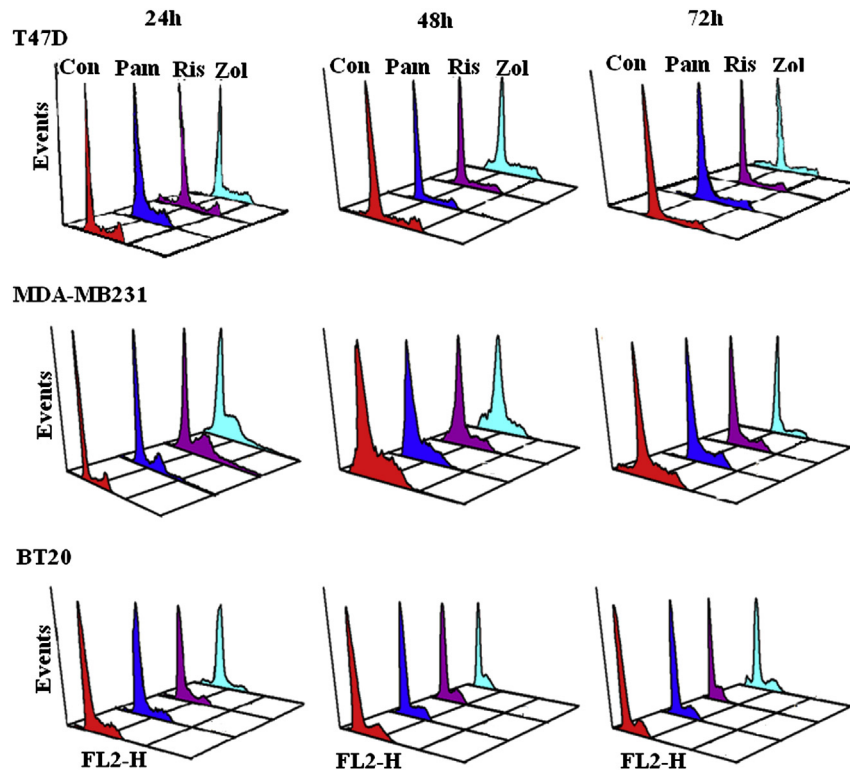 24h 48h 72h
T47D
Con Pam Ris Zol Con Pam Ris Zol Con Pam Ris Zol
Events
MDA-MB231
Events
BT20
Events
FL2-H FL2-H FL2-H